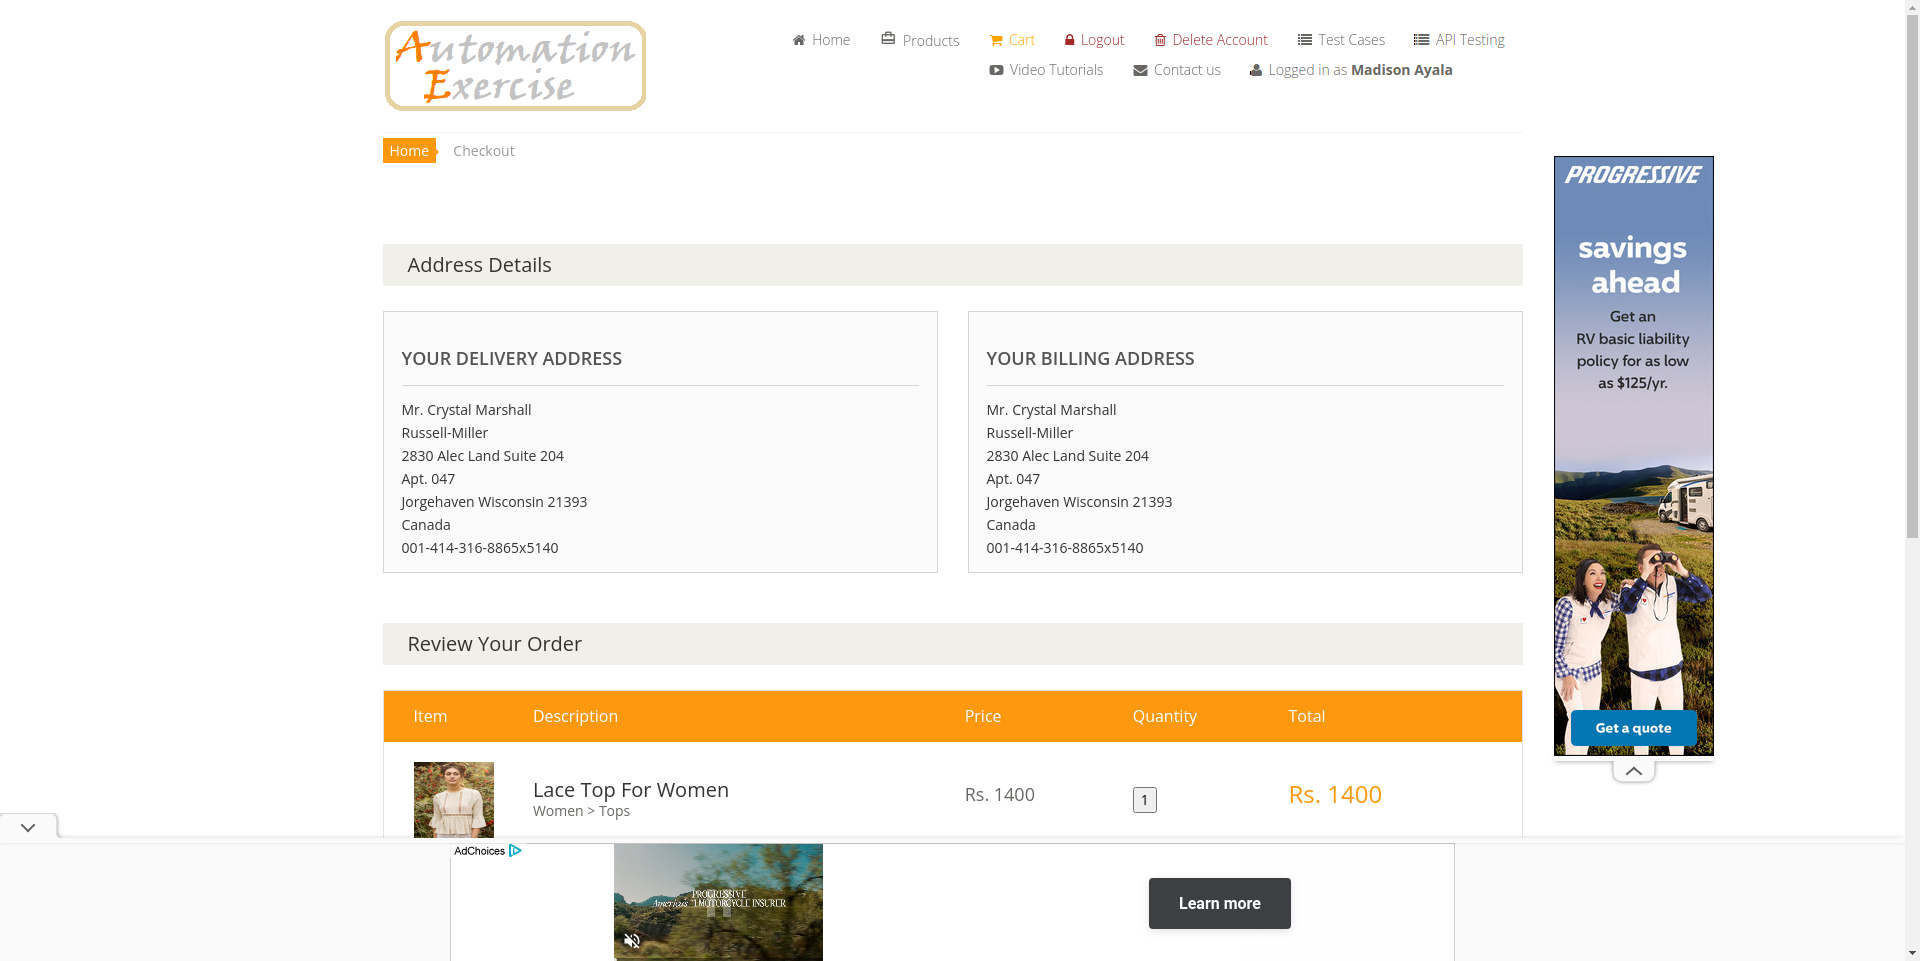 Automation
Exercise
Home
Products
Cart
Logout
Delete Account
Test Cases
API Testing
Video Tutorials
Contact us
Logged in as Madison Ayala
Home
Checkout
PROGRESSIVE
savings
ahead
Get an
RV basic liability
policy for as low
as $125/yr.
Get a quote
Address Details
YOUR DELIVERY ADDRESS
Mr. Crystal Marshall
Russell-Miller
2830 Alec Land Suite 204
Apt. 047
Jorgehaven Wisconsin 21393
Canada
001-414-316-8865x5140
YOUR BILLING ADDRESS
Mr. Crystal Marshall
Russell-Miller
2830 Alec Land Suite 204
Apt. 047
Jorgehaven Wisconsin 21393
Canada
001-414-316-8865x5140
Review Your Order
Item Description Price Quantity Total
Lace Top For Women
Women > Tops
Rs. 1400
1
Rs. 1400
AdChoices
PROGRESSIVE
America's #1 MOTORCYCLE INSURER
Learn more